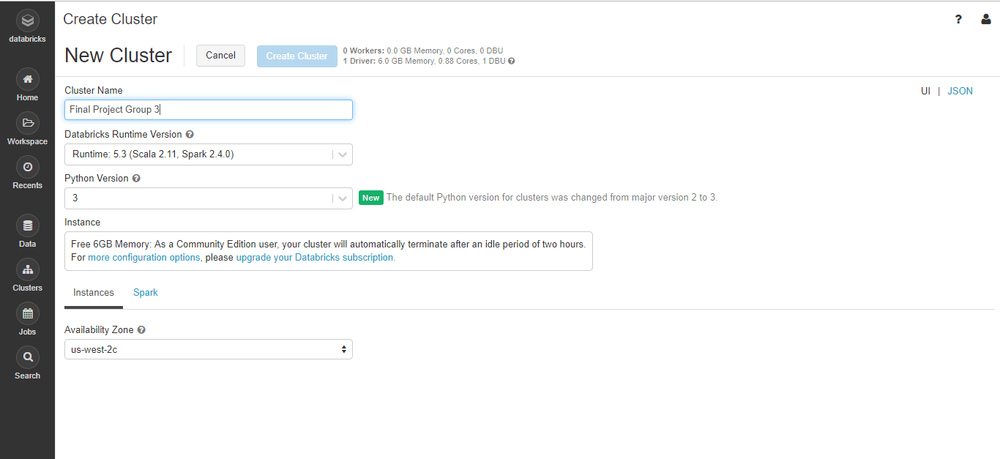 databricks
Home
Workspace
Recents
Data
Clusters
Jobs
Search
Create Cluster
?
New Cluster
Cancel
Create Cluster
0 Workers: 0.0 GB Memory, 0 Cores, 0 DBU
1 Driver: 6.0 GB Memory, 0.88 Cores, 1 DBU ?
Cluster Name
UI | JSON
Final Project Group 3
Databricks Runtime Version ?
Runtime: 5.3 (Scala 2.11, Spark 2.4.0)
Python Version ?
3
New The default Python version for clusters was changed from major version 2 to 3.
Instance
Free 6GB Memory: As a Community Edition user, your cluster will automatically terminate after an idle period of two hours.
For more configuration options, please upgrade your Databricks subscription.
Instances Spark
Availability Zone ?
us-west-2c